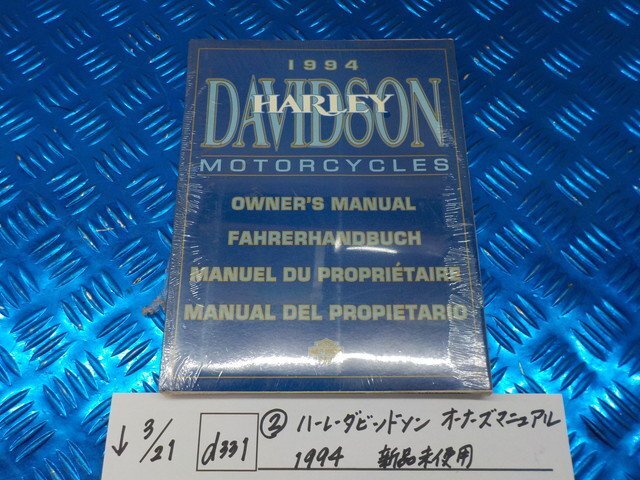 1994
HARLEY
DAVIDSON
MOTORCYCLES
OWNER'S MANUAL
FAHRERHANDBUCH
MANUEL DU PROPRIÉTAIRE
MANUAL DEL PROPIETARIO
↓ 3/21 d331 ② ハーレーダビッドソン オーナーズマニュアル
1994 新品未使用